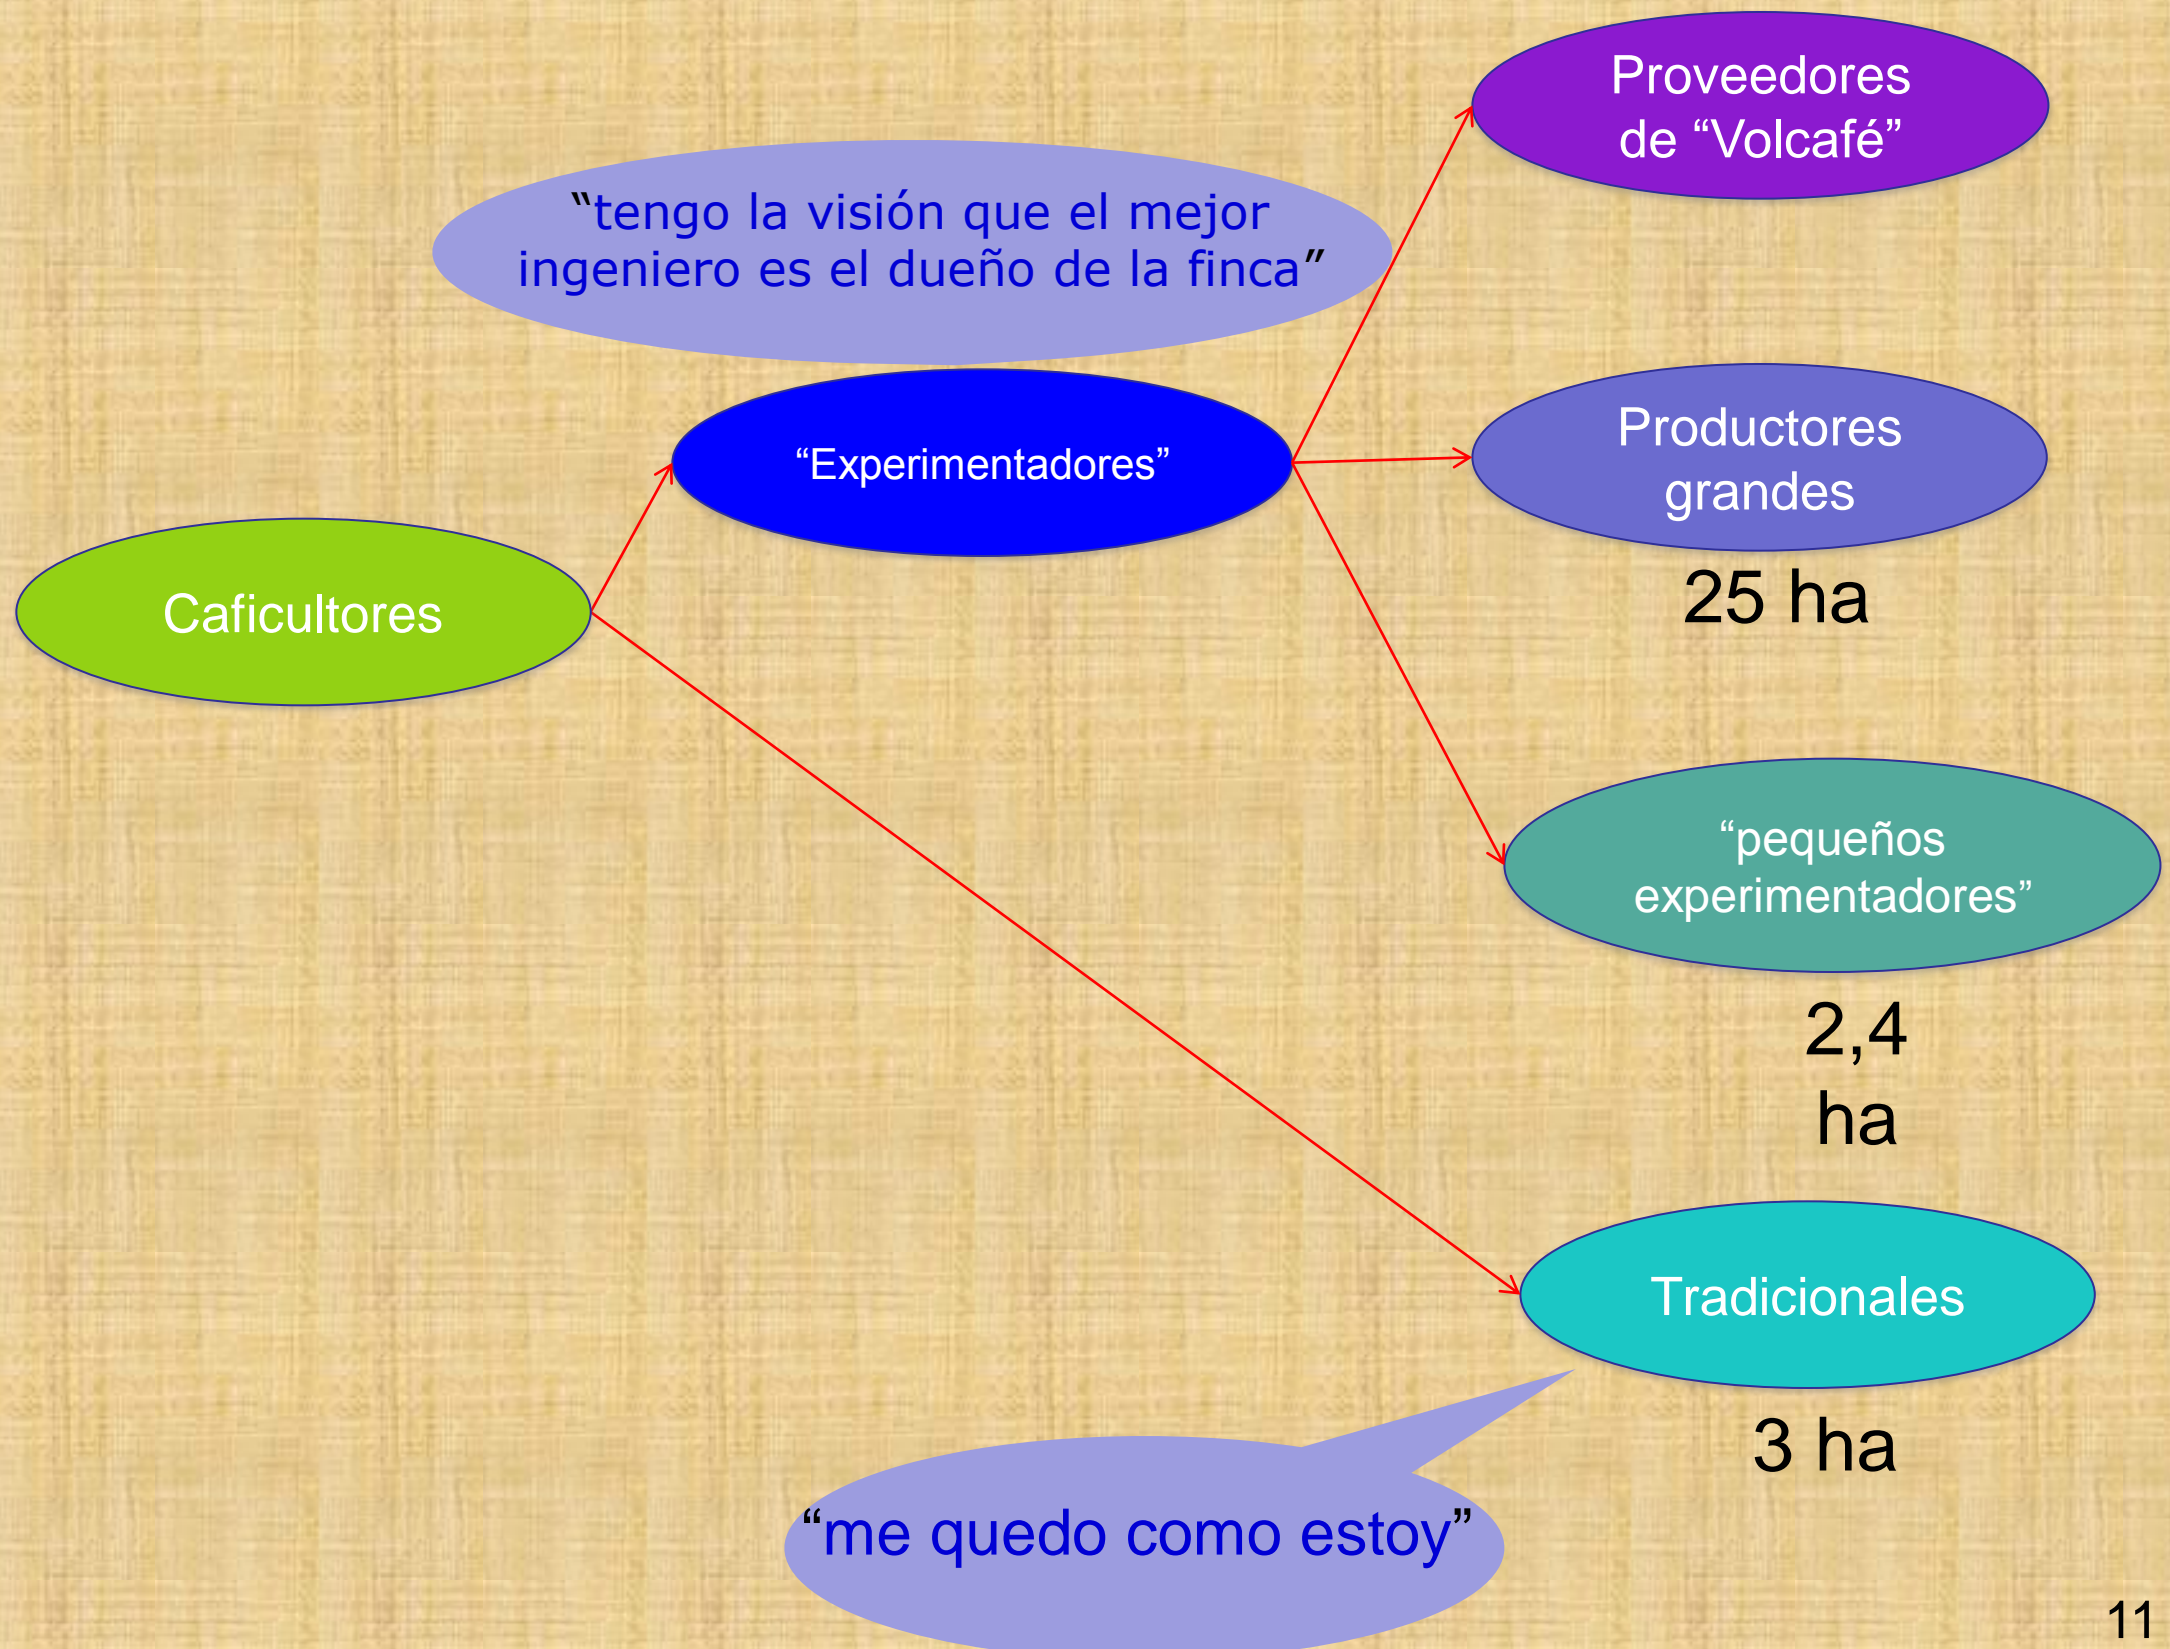 Proveedores
de “Volcafé”
“tengo la visión que el mejor
ingeniero es el dueño de la finca”
“Experimentadores”
Productores
grandes
25 ha
Caficultores
“pequeños
experimentadores”
2,4
ha
Tradicionales
3 ha
“me quedo como estoy”
11